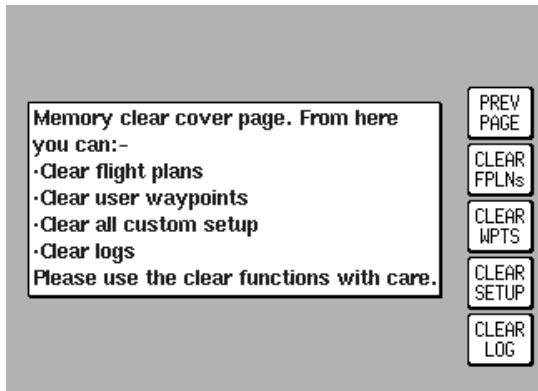 Memory clear cover page. From here
you can:-
·Clear flight plans
·Clear user waypoints
·Clear all custom setup
·Clear logs
Please use the clear functions with care.
PREV
PAGE
CLEAR
FPLNs
CLEAR
WPTS
CLEAR
SETUP
CLEAR
LOG